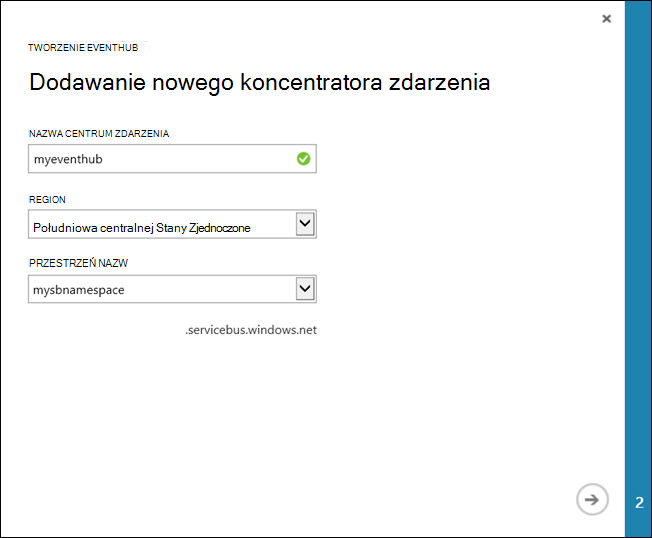 TWORZENIE EVENTHUB
Dodawanie nowego koncentratora zdarzenia
NAZWA CENTRUM ZDARZENIA
myeventhub
REGION
Południowa centralnej Stany Zjednoczone
PRZESTRZEŃ NAZW
mysbnamespace
.servicebus.windows.net
2